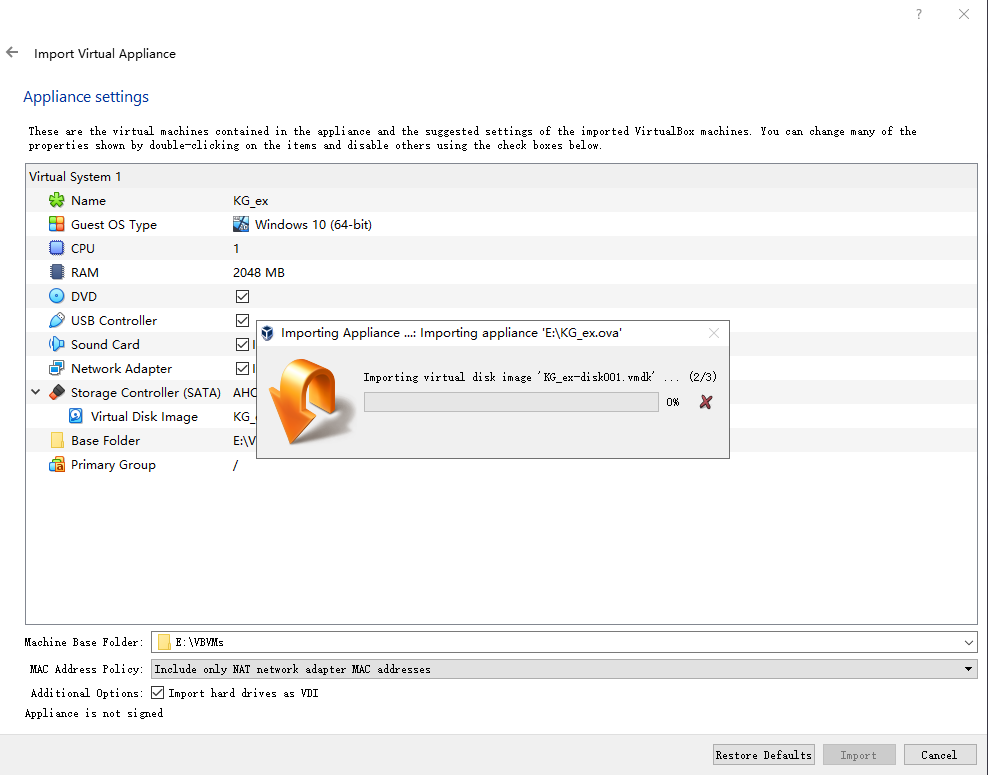 ?
Import Virtual Appliance
Appliance settings
These are the virtual machines contained in the appliance and the suggested settings of the imported VirtualBox machines. You can change many of the
properties shown by double-clicking on the items and disable others using the check boxes below.
Virtual System 1
Name KG_ex
Guest OS Type Windows 10 (64-bit)
CPU 1
RAM 2048 MB
DVD
USB Controller
Importing Appliance ...: Importing appliance 'E:\KG_ex.ova'
Sound Card
Network Adapter
Importing virtual disk image 'KG_ex-disk001.vmdk' ... (2/3)
Storage Controller (SATA) AHC
0%
Virtual Disk Image KG_
Base Folder E:\V
Primary Group /
Machine Base Folder: E:\VBVMs
MAC Address Policy: Include only NAT network adapter MAC addresses
Additional Options: Import hard drives as VDI
Appliance is not signed
Restore Defaults Import Cancel